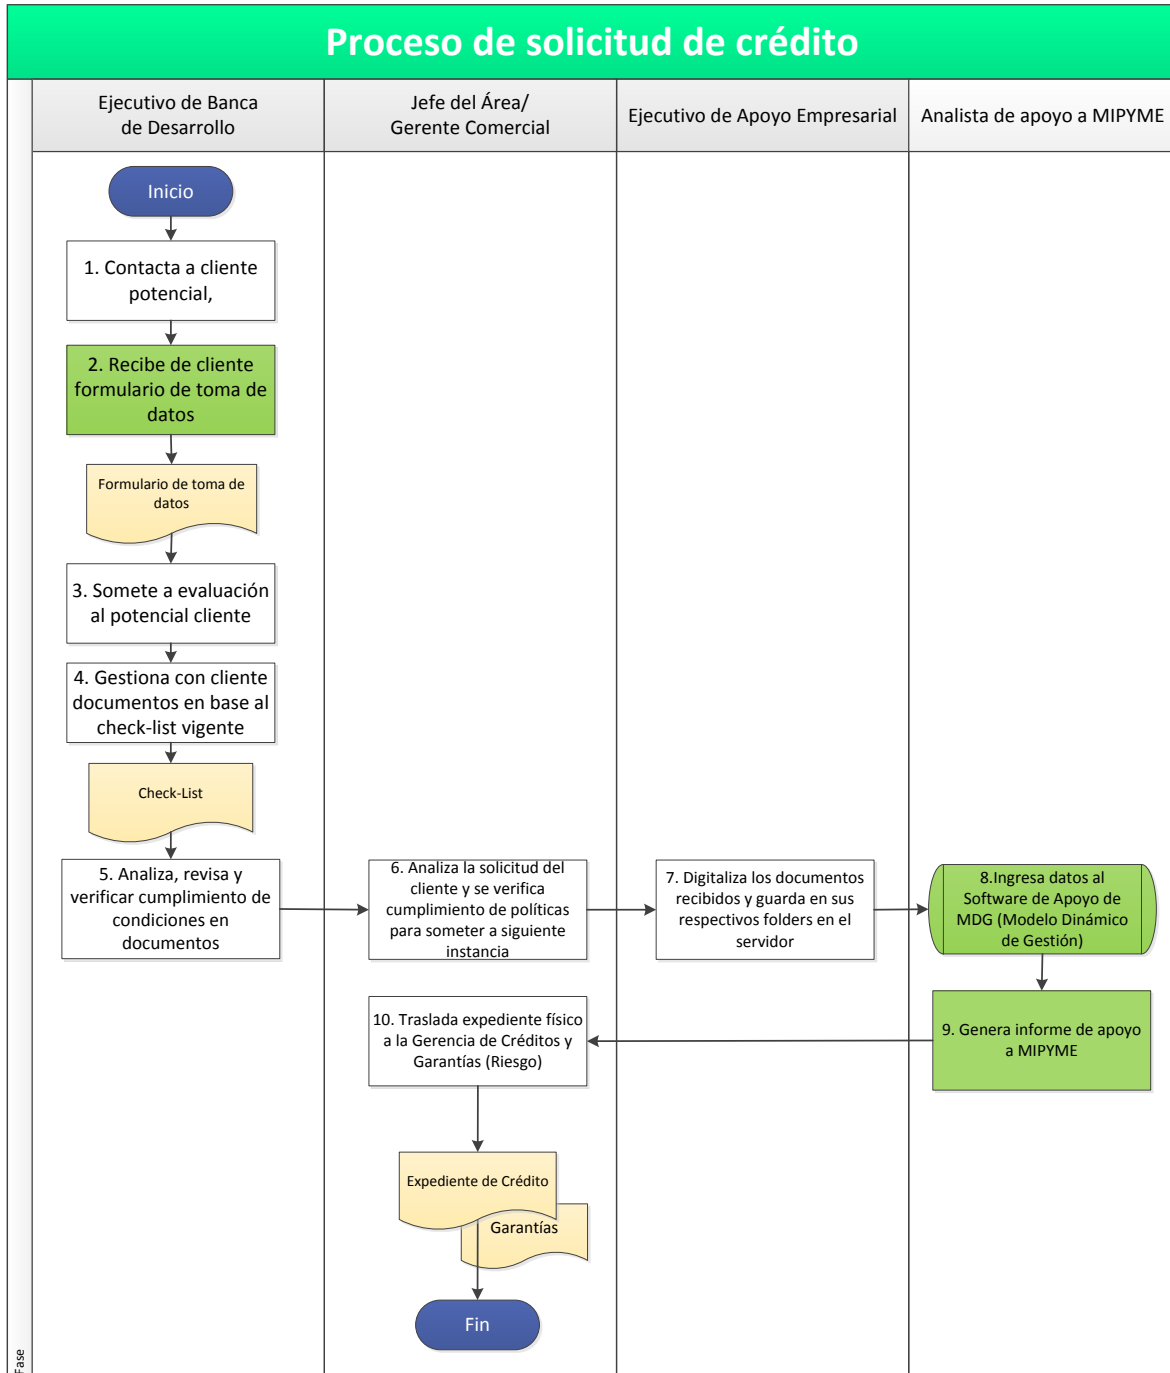 Proceso de solicitud de crédito
Ejecutivo de Banca
de Desarrollo
Jefe del Área/
Gerente Comercial
Ejecutivo de Apoyo Empresarial
Analista de apoyo a MIPYME
Inicio
1. Contacta a cliente
potencial,
2. Recibe de cliente
formulario de toma de
datos
Formulario de toma de
datos
3. Somete a evaluación
al potencial cliente
4. Gestiona con cliente
documentos en base al
check-list vigente
Check-List
5. Analiza, revisa y
verificar cumplimiento de
condiciones en
documentos
6. Analiza la solicitud del
cliente y se verifica
cumplimiento de políticas
para someter a siguiente
instancia
7. Digitaliza los documentos
recibidos y guarda en sus
respectivos folders en el
servidor
8.Ingresa datos al
Software de Apoyo de
MDG (Modelo Dinámico
de Gestión)
9. Genera informe de apoyo
a MIPYME
10. Traslada expediente físico
a la Gerencia de Créditos y
Garantías (Riesgo)
Expediente de Crédito
Garantías
Fin
Fase